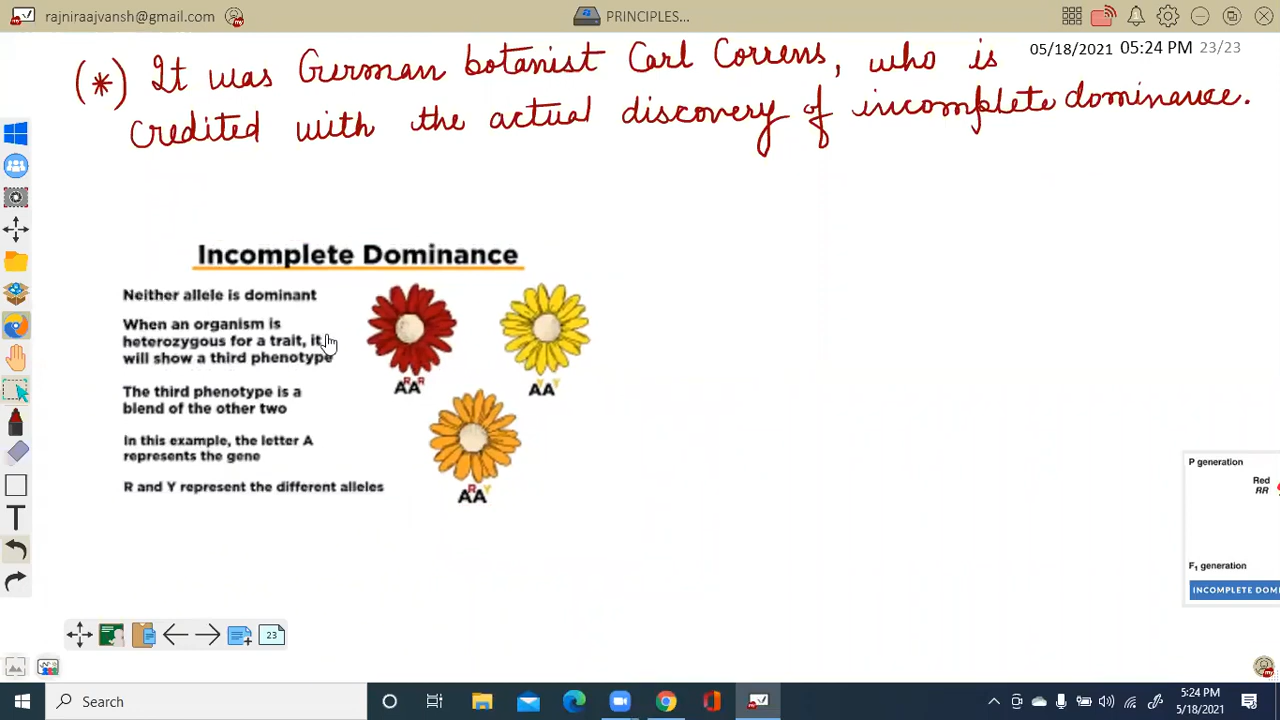 rajniraajvansh@gmail.com
PRINCIPLES...
05/18/2021 05:24 PM 23/23
(*) It was German botanist Carl Correns, who is
credited with the actual discovery of incomplete dominance.
Incomplete Dominance
Neither allele is dominant
When an organism is
heterozygous for a trait, it
will show a third phenotype
The third phenotype is a
blend of the other two
In this example, the letter A
represents the gene
R and Y represent the different alleles
AᴿAᴿ
AʸAʸ
AᴿAʸ
P generation
Red
RR
F₁ generation
INCOMPLETE DOMI
23
Search
5:24 PM
5/18/2021